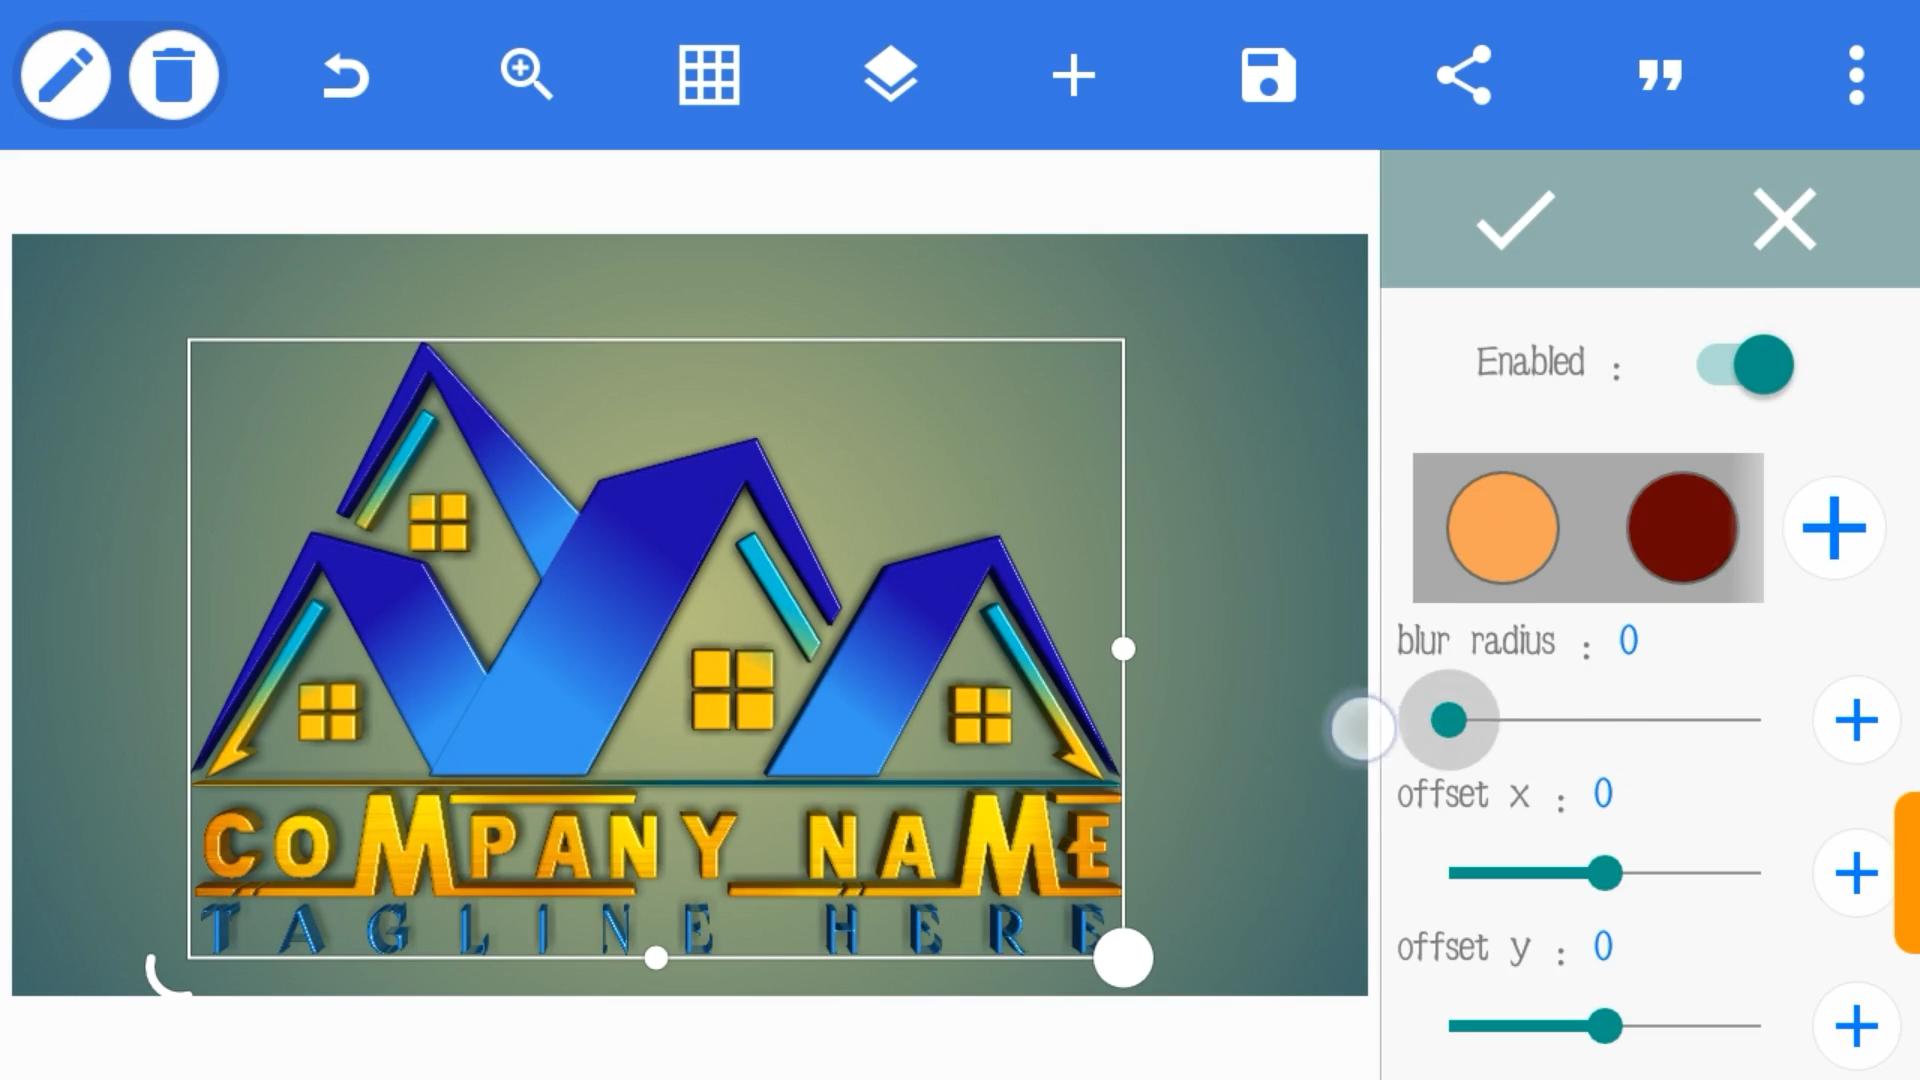 Enabled :
blur radius : 0
offset x : 0
offset y : 0
COMPANY NAME
TAGLINE HERE